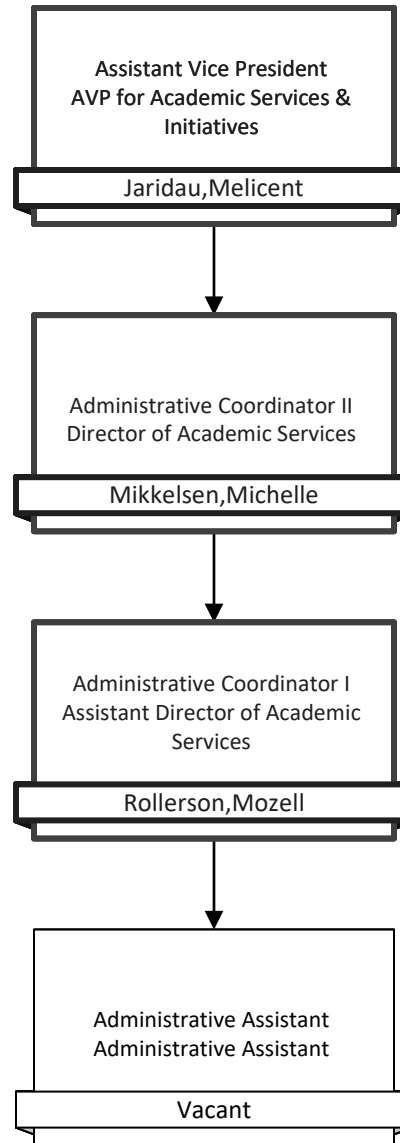 Assistant Vice President
AVP for Academic Services &
Initiatives
Jaridau,Melicent
Administrative Coordinator II
Director of Academic Services
Mikkelsen,Michelle
Administrative Coordinator I
Assistant Director of Academic
Services
Rollerson,Mozell
Administrative Assistant
Administrative Assistant
Vacant